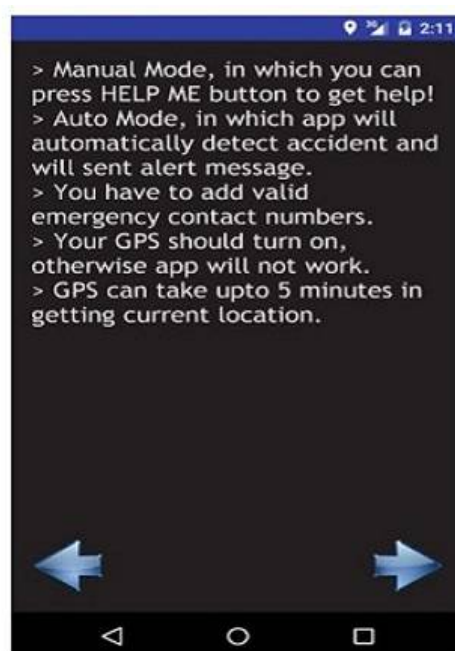 3G 2:11
> Manual Mode, in which you can
press HELP ME button to get help!
> Auto Mode, in which app will
automatically detect accident and
will sent alert message.
> You have to add valid
emergency contact numbers.
> Your GPS should turn on,
otherwise app will not work.
> GPS can take upto 5 minutes in
getting current location.